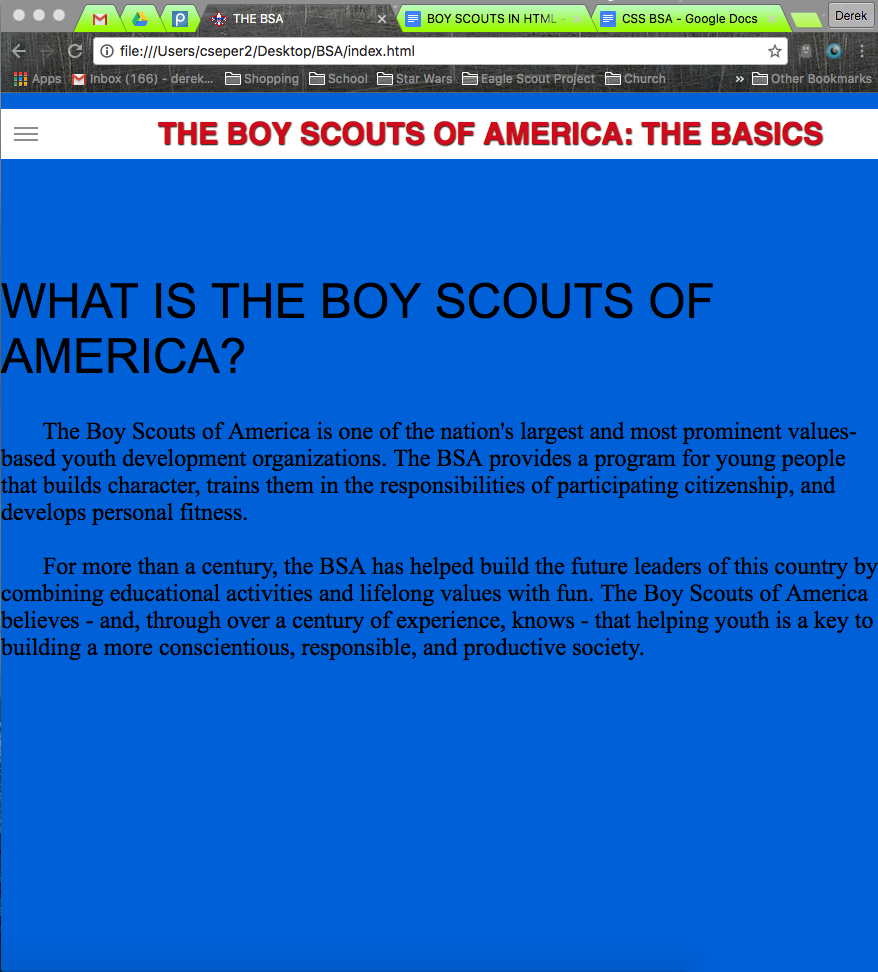 THE BSA
BOY SCOUTS IN HTML -
CSS BSA - Google Docs
Derek
file:///Users/cseper2/Desktop/BSA/index.html
Apps Inbox (166) - derek... Shopping School Star Wars Eagle Scout Project Church » Other Bookmarks
THE BOY SCOUTS OF AMERICA: THE BASICS
WHAT IS THE BOY SCOUTS OF
AMERICA?
The Boy Scouts of America is one of the nation's largest and most prominent values-
based youth development organizations. The BSA provides a program for young people
that builds character, trains them in the responsibilities of participating citizenship, and
develops personal fitness.
For more than a century, the BSA has helped build the future leaders of this country by
combining educational activities and lifelong values with fun. The Boy Scouts of America
believes - and, through over a century of experience, knows - that helping youth is a key to
building a more conscientious, responsible, and productive society.